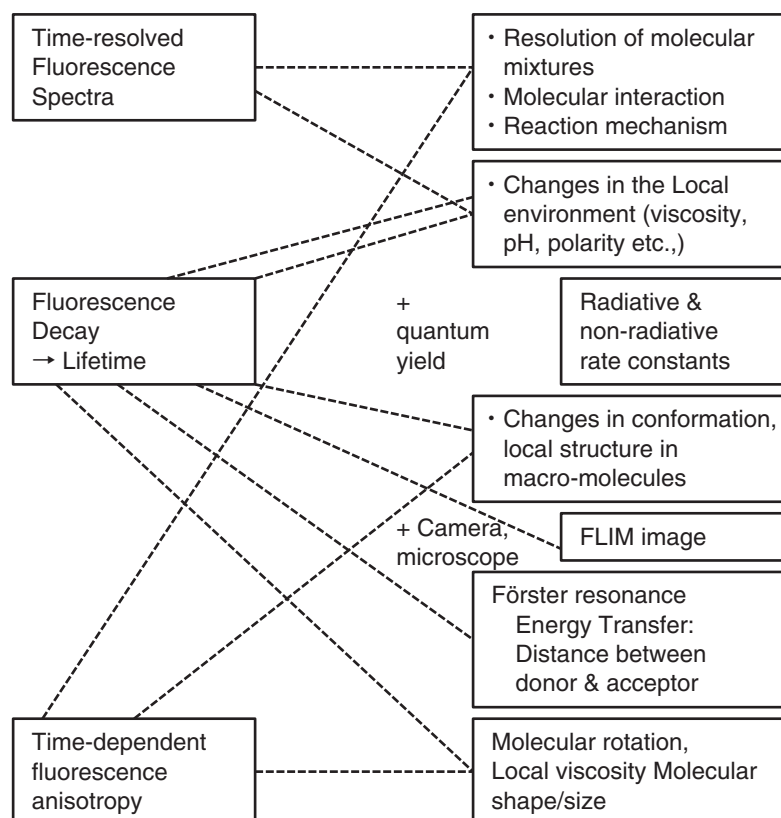 Time-resolved
Fluorescence
Spectra
・Resolution of molecular
mixtures
・Molecular interaction
・Reaction mechanism
・Changes in the Local
environment (viscosity,
pH, polarity etc.,)
Fluorescence
Decay
→ Lifetime
+
quantum
yield
Radiative &
non-radiative
rate constants
・Changes in conformation,
local structure in
macro-molecules
+ Camera,
microscope
FLIM image
Förster resonance
Energy Transfer:
Distance between
donor & acceptor
Time-dependent
fluorescence
anisotropy
Molecular rotation,
Local viscosity Molecular
shape/size